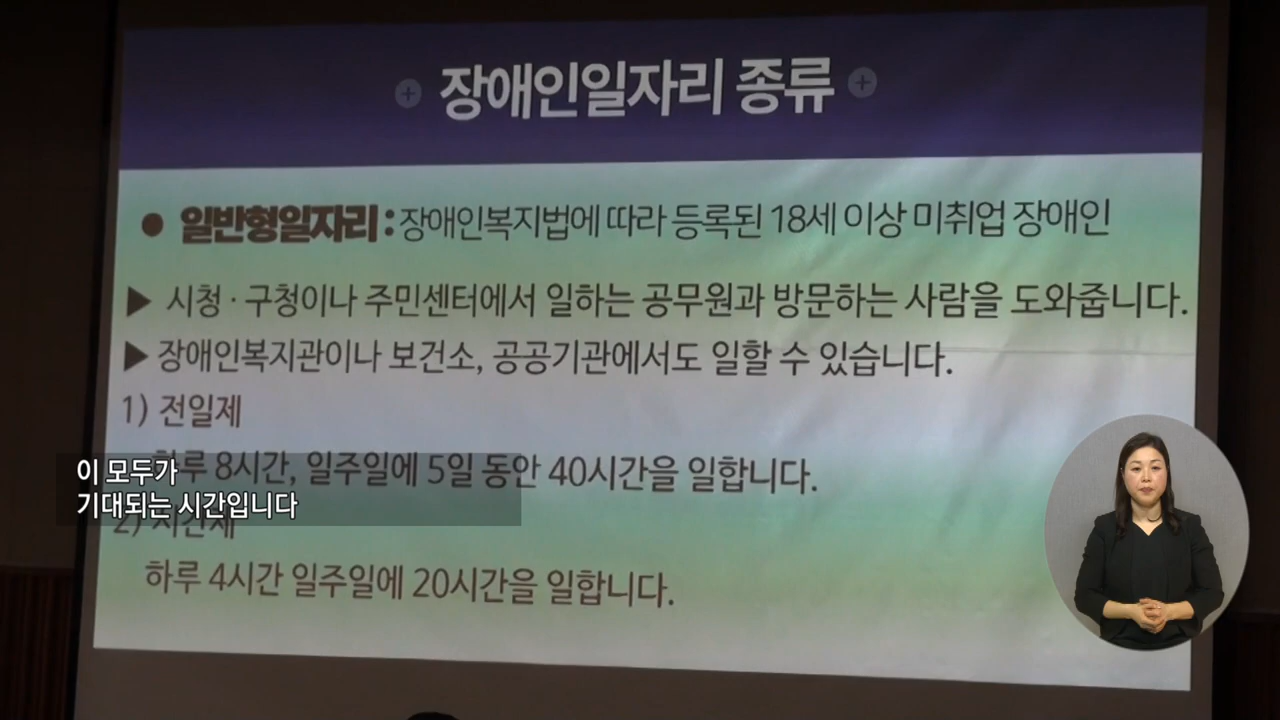 장애인일자리 종류
● 일반형일자리 : 장애인복지법에 따라 등록된 18세 이상 미취업 장애인
▶ 시청 · 구청이나 주민센터에서 일하는 공무원과 방문하는 사람을 도와줍니다.
▶ 장애인복지관이나 보건소, 공공기관에서도 일할 수 있습니다.
1) 전일제
하루 8시간, 일주일에 5일 동안 40시간을 일합니다.
2) 시간제
하루 4시간 일주일에 20시간을 일합니다.
이 모두가
기대되는 시간입니다